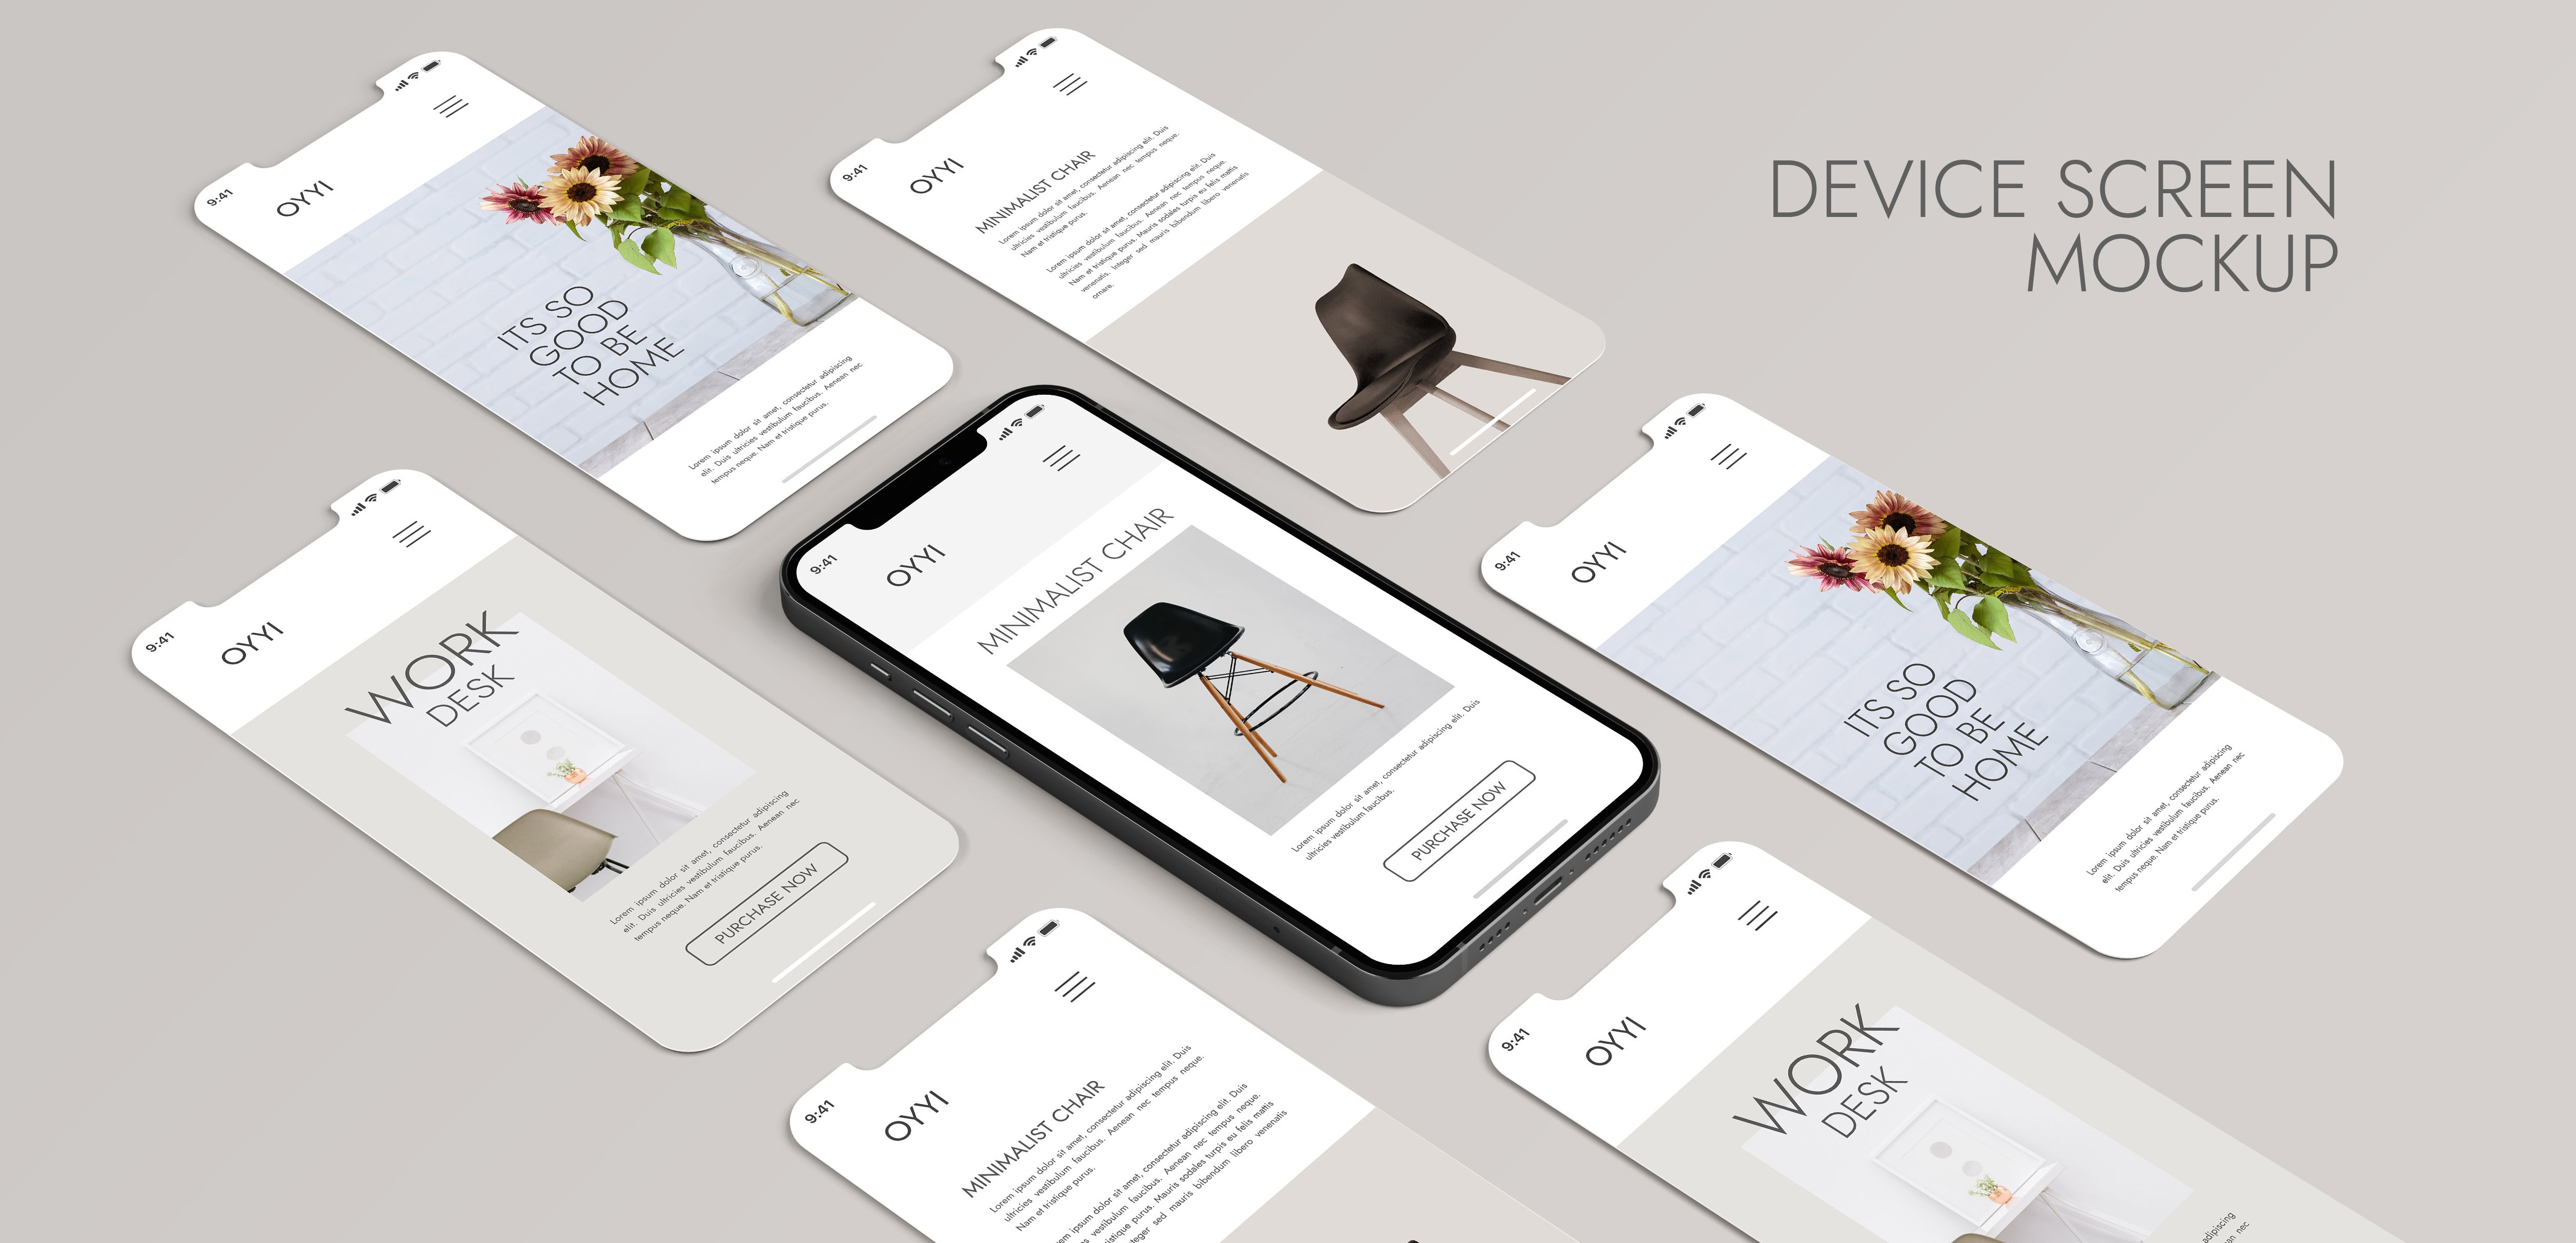 DEVICE SCREEN
MOCKUP
9:41
OYYI
ITS SO
GOOD
TO BE
HOME
Lorem ipsum dolor sit amet, consectetur adipiscing
elit. Duis ultricies vestibulum faucibus. Aenean nec
tempus neque. Nam et tristique purus.
9:41
OYYI
MINIMALIST CHAIR
Lorem ipsum dolor sit amet, consectetur adipiscing elit. Duis
ultricies vestibulum faucibus. Aenean nec tempus neque.
Nam et tristique purus.
Lorem ipsum dolor sit amet, consectetur adipiscing elit. Duis
ultricies vestibulum faucibus. Aenean nec tempus neque.
Nam et tristique purus. Mauris sodales turpis eu felis mattis
venenatis. Integer sed mauris bibendum libero venenatis
ornare.
9:41
OYYI
WORK
DESK
Lorem ipsum dolor sit amet, consectetur adipiscing
elit. Duis ultricies vestibulum faucibus. Aenean nec
tempus neque. Nam et tristique purus.
PURCHASE NOW
9:41
OYYI
MINIMALIST CHAIR
Lorem ipsum dolor sit amet, consectetur adipiscing elit. Duis
ultricies vestibulum faucibus.
PURCHASE NOW
9:41
OYYI
ITS SO
GOOD
TO BE
HOME
Lorem ipsum dolor sit amet, consectetur adipiscing
elit. Duis ultricies vestibulum faucibus. Aenean nec
tempus neque. Nam et tristique purus.
9:41
OYYI
MINIMALIST CHAIR
Lorem ipsum dolor sit amet, consectetur adipiscing elit. Duis
ultricies vestibulum faucibus. Aenean nec tempus neque.
Nam et tristique purus.
ipsum dolor sit amet, consectetur adipiscing elit. Duis
vestibulum faucibus. Aenean nec tempus neque.
purus. Mauris sodales turpis eu felis mattis
sed mauris bibendum libero venenatis
9:41
OYYI
WORK
DESK
adipiscing
nec